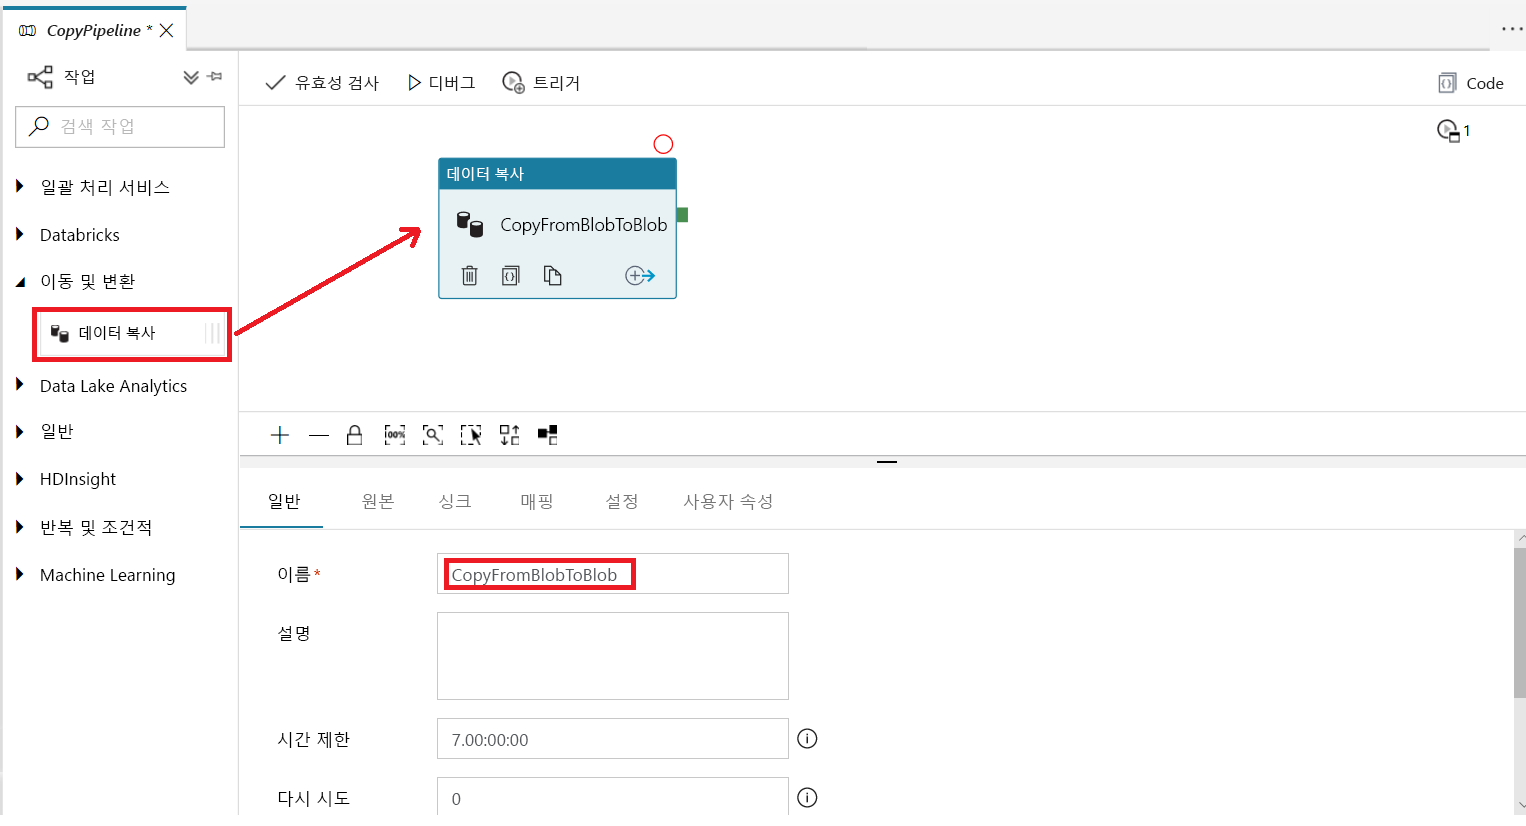 CopyPipeline *
작업
검색 작업
일괄 처리 서비스
Databricks
이동 및 변환
데이터 복사
Data Lake Analytics
일반
HDInsight
반복 및 조건적
Machine Learning
유효성 검사
디버그
트리거
Code
1
데이터 복사
CopyFromBlobToBlob
100%
일반
원본
싱크
매핑
설정
사용자 속성
이름*
CopyFromBlobToBlob
설명
시간 제한
7.00:00:00
다시 시도
0